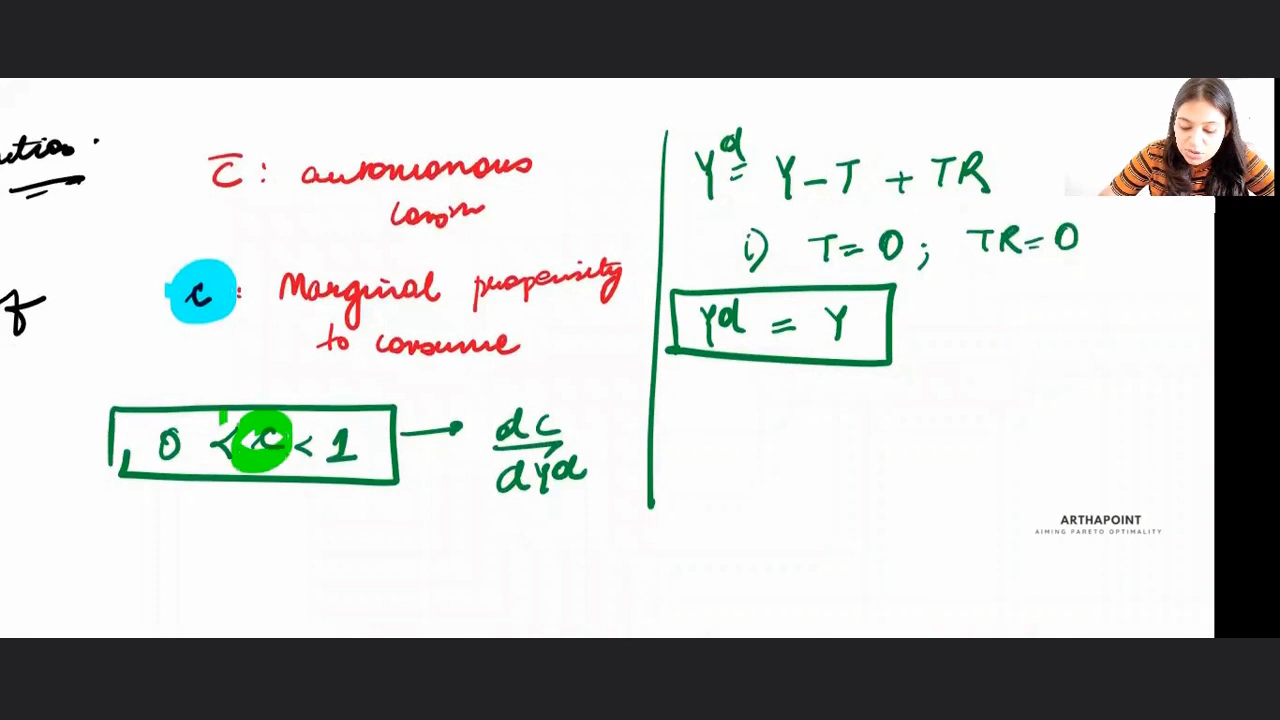 C̅ : autonomous
c : Marginal propensity
to consume
0 < c < 1 → dC
dYd
Yd = Y - T + TR
i) T = 0 ; TR = 0
Yd = Y
ARTHAPOINT
AIMING PARETO OPTIMALITY